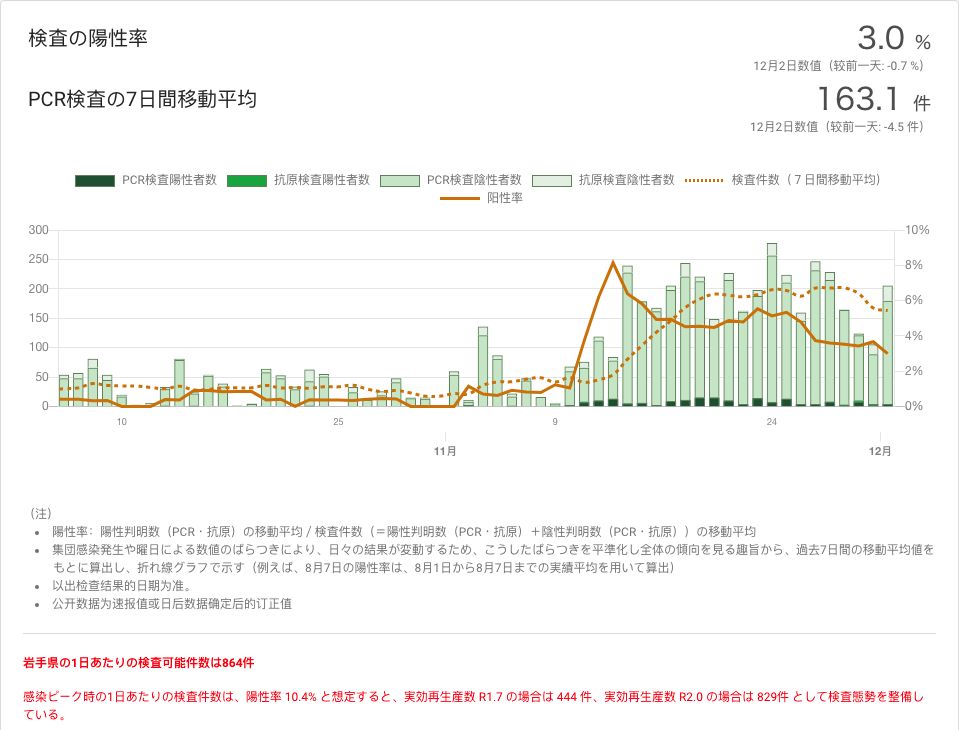 検査の陽性率
3.0 %
12月2日数值（较前一天: -0.7 %）
PCR検査の7日間移動平均
163.1 件
12月2日数值（较前一天: -4.5 件）
PCR検査陽性者数 抗原検査陽性者数 PCR検査陰性者数 抗原検査陰性者数 検査件数（７日間移動平均）
阳性率
300 10%
250 8%
200 6%
150 4%
100 2%
50 0%
0
10 25 9 24
11月 12月
（注）
陽性率：陽性判明数（PCR・抗原）の移動平均 / 検査件数（＝陽性判明数（PCR・抗原）＋陰性判明数（PCR・抗原））の移動平均
集団感染発生や曜日による数値のばらつきにより、日々の結果が変動するため、こうしたばらつきを平準化し全体の傾向を見る趣旨から、過去7日間の移動平均値を
もとに算出し、折れ線グラフで示す（例えば、8月7日の陽性率は、8月1日から8月7日までの実績平均を用いて算出）
以出检查结果的日期为准。
公开数据为速报值或日后数据确定后的订正值
岩手県の1日あたりの検査可能件数は864件
感染ピーク時の1日あたりの検査件数は、陽性率 10.4% と想定すると、実効再生産数 R1.7 の場合は 444 件、実効再生産数 R2.0 の場合は 829件 として検査態勢を整備し
ている。